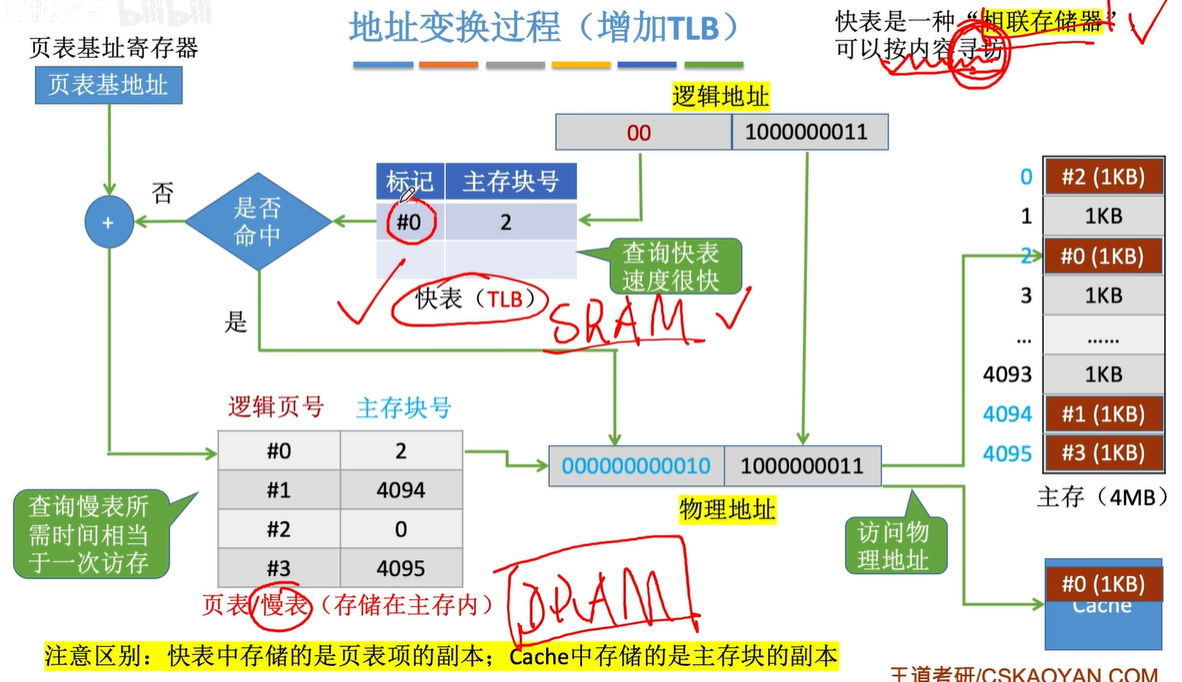 bilibili
地址变换过程（增加TLB）
快表是一种“相联存储器”，
可以按内容寻访
页表基址寄存器
页表基地址
逻辑地址
00 1000000011
标记 主存块号
#0 2
+
否
是否
命中
是
查询快表
速度很快
快表（TLB）
SRAM
0 #2 (1KB)
1 1KB
2 #0 (1KB)
3 1KB
... ......
4093 1KB
4094 #1 (1KB)
4095 #3 (1KB)
主存（4MB）
逻辑页号 主存块号
#0 2
#1 4094
#2 0
#3 4095
查询慢表所
需时间相当
于一次访存
页表/慢表（存储在主存内）
DRAM
000000000010 1000000011
物理地址
访问物
理地址
#0 (1KB)
Cache
注意区别：快表中存储的是页表项的副本；Cache中存储的是主存块的副本
王道考研/CSKAOYAN.COM